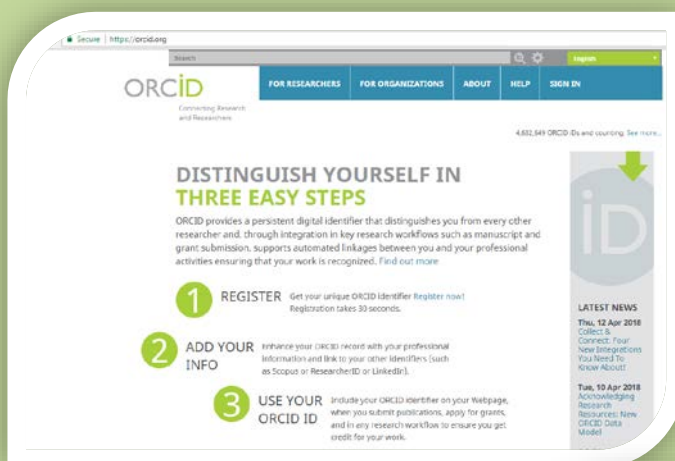 Secure | https://orcid.org
Search
English
ORCID
FOR RESEARCHERS FOR ORGANIZATIONS ABOUT HELP SIGN IN
Connecting Research
and Researchers
4,632,549 ORCID iDs and counting. See more...
DISTINGUISH YOURSELF IN
THREE EASY STEPS
ORCID provides a persistent digital identifier that distinguishes you from every other
researcher and, through integration in key research workflows such as manuscript and
grant submission, supports automated linkages between you and your professional
activities ensuring that your work is recognized. Find out more
1 REGISTER Get your unique ORCID identifier Register now!
Registration takes 30 seconds.
2 ADD YOUR
INFO
Enhance your ORCID record with your professional
information and link to your other identifiers (such
as Scopus or ResearcherID or LinkedIn).
3 USE YOUR
ORCID ID
Include your ORCID identifier on your Webpage,
when you submit publications, apply for grants,
and in any research workflow to ensure you get
credit for your work.
iD
LATEST NEWS
Thu, 12 Apr 2018
Collect &
Connect: Four
New Integrations
You Need To
Know About!
Tue, 10 Apr 2018
Acknowledging
Research
Resources: New
ORCID Data
Model